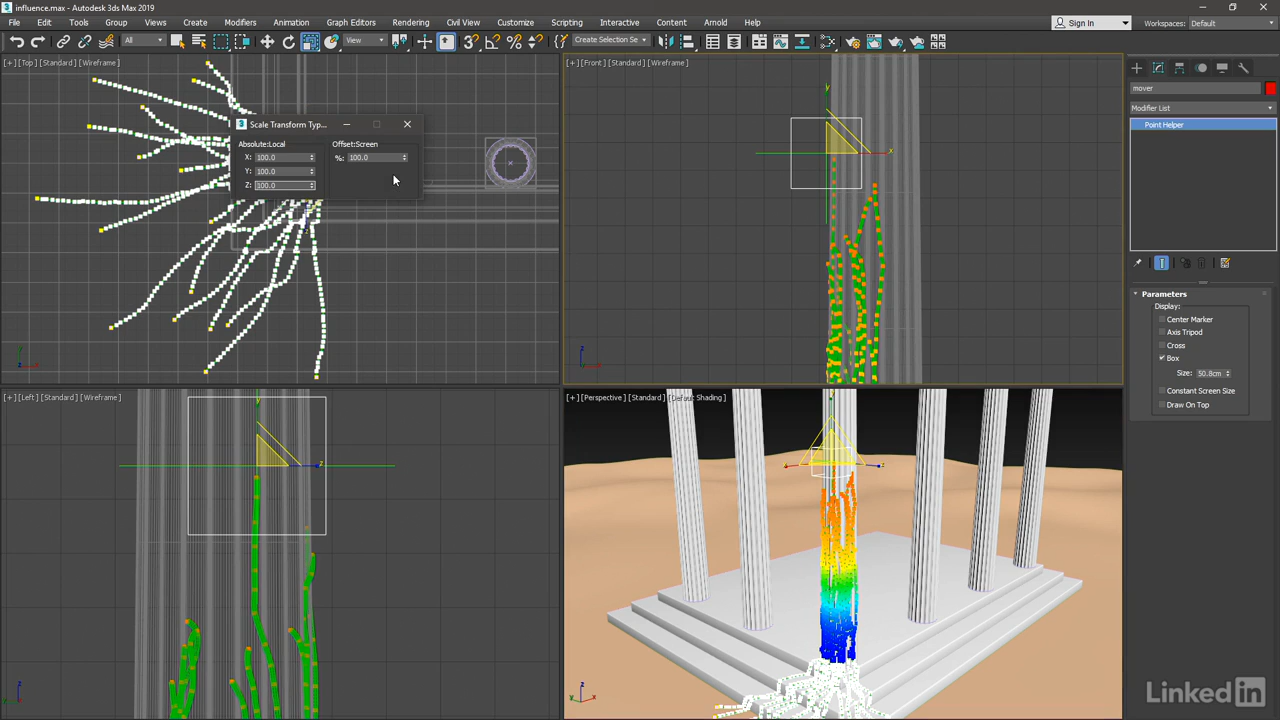 influence.max - Autodesk 3ds Max 2019
File Edit Tools Group Views Create Modifiers Animation Graph Editors Rendering Civil View Customize Scripting Interactive Content Arnold Help
Sign In
Workspaces: Default
All
View
Create Selection Se
[+] [Top] [Standard] [Wireframe]
[+] [Front] [Standard] [Wireframe]
mover
Modifier List
Point Helper
3 Scale Transform Typ...
Absolute:Local
Offset:Screen
X: 100.0
%: 100.0
Y: 100.0
Z: 100.0
y
x
Parameters
Display:
Center Marker
Axis Tripod
Cross
Box
Size: 50.8cm
Constant Screen Size
Draw On Top
[+] [Left] [Standard] [Wireframe]
[+] [Perspective] [Standard] [Default Shading]
z
z
LinkedIn